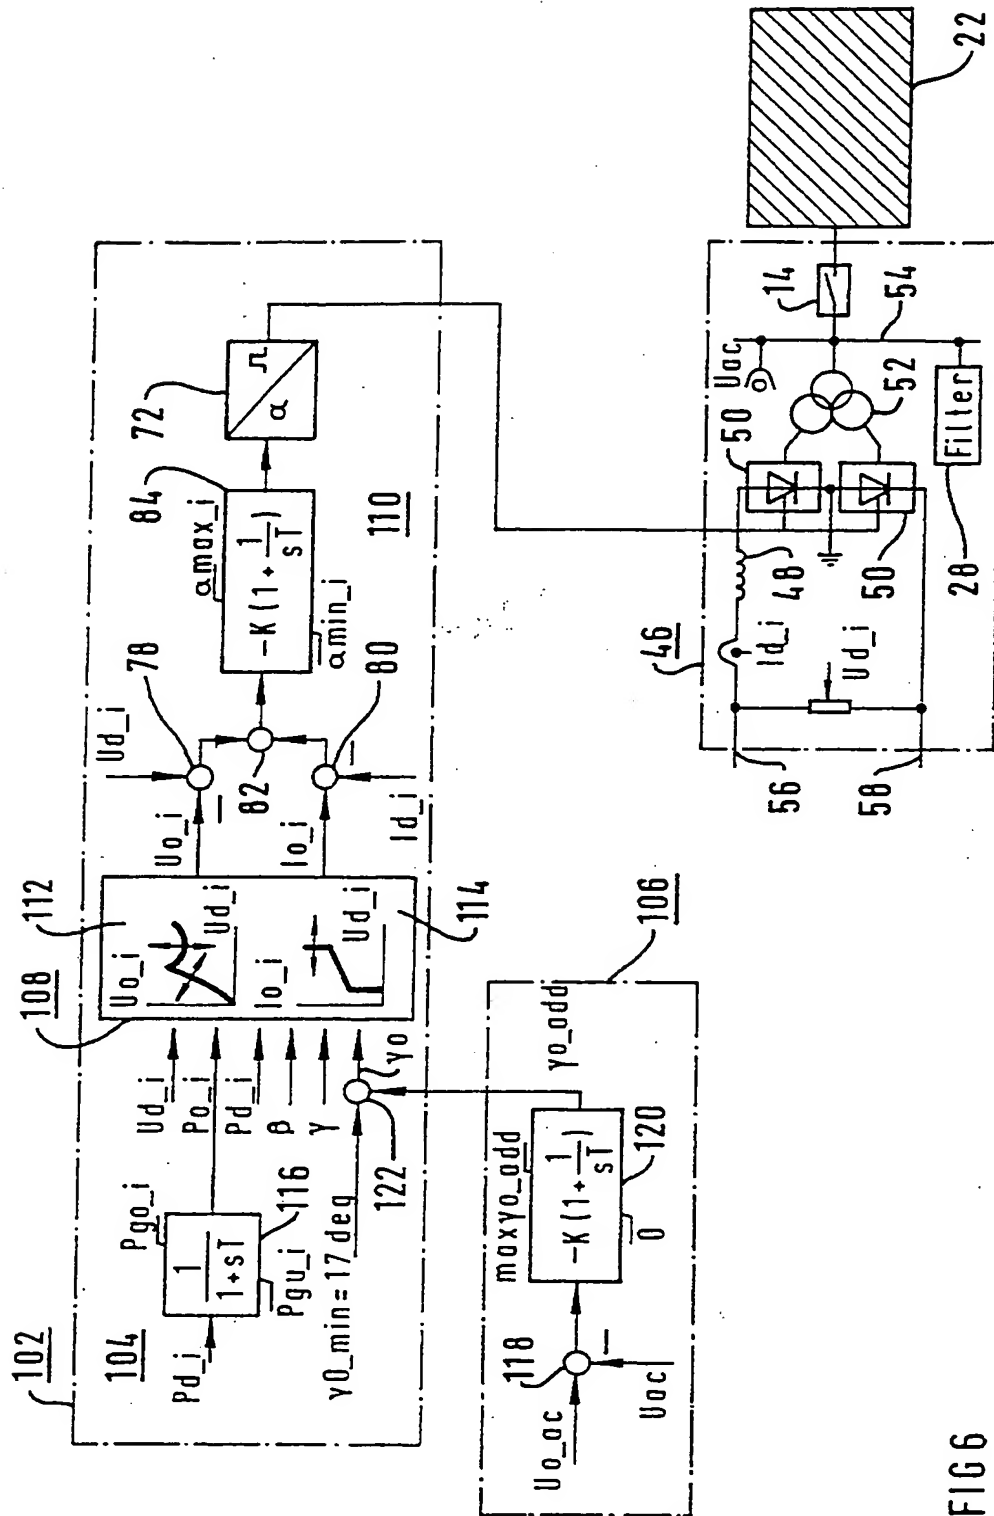 102
104
Pd_i
Pgo_i
1
1+sT
Pgu_i
116
γ0_min = 17 deg
122
γo
Ud_i
Po_i
Pd_i
β
γ
108
112
Uo_i
Ud_i
Io_i
Ud_i
114
Uo_i
Io_i
Ud_i
78
−
82
80
−
Id_i
84
αmax_i
-K(1+
1
sT
)
αmin_i
110
72
α
106
γo_add
maxγo_add
-K(1+
1
sT
)
0
120
118
Uo_ac
−
Uac
46
56
58
Id_i
Ud_i
48
50
50
52
54
Uac
14
Filter
28
22
FIG 6